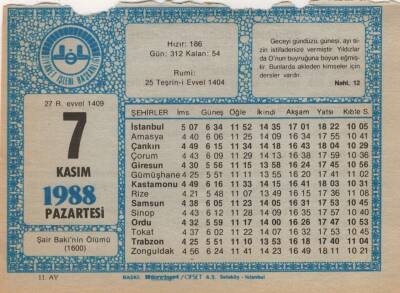 DİYANET İŞLERİ BAŞ
27 R. evvel 1409
7
KASIM
1988
PAZARTESİ
Şair Baki'nin Ölümü
(1600)
11 AY
Hızır: 186
Gün: 312 Kalan: 54
Rumi:
25 Teşrin-i Evvel 1404
Geceyi gündüzü, güneşi, ayı si-
zin istifadenize vermiştir. Yıldızlar
da O'nun buyruğuna boyun eğmiş-
tir. Bunlarda akleden kimseler için
dersler vardır.
Nahl, 12
ŞEHİRLER İms. Güneş Öğle İkindi Akşam Yatsı Kıble S.
İstanbul 5 07 6 34 11 52 14 35 17 01 18 22 10 05
Amasya 4 40 6 06 11 25 14 09 16 34 17 55 10 41
Çankırı 4 49 6 15 11 34 14 18 16 43 18 04 10 29
Çorum 4 43 6 09 11 29 14 13 16 38 17 59 10 36
Giresun 4 30 5 56 11 15 13 58 16 24 17 45 10 56
Gümüşhane 4 25 5 51 11 11 13 55 16 20 17 41
Kastamonu 4 49 6 16 11 33 14 15 16 41 18 03 10 31
Rize 4 21 5 48 11 07 13 49 16 15 17 36 11 08
Samsun 4 38 6 05 11 23 14 05 16 31 17 53 10 45
Sinop 4 43 6 12 11 28 14 09 16 35 17 57 10 40
Ordu 4 32 5 59 11 17 14 00 16 26 17 47 10 53
Tokat 4 37 6 02 11 22 14 07 16 32 17 52 10 45
Trabzon 4 25 5 51 11 10 13 53 16 18 17 40 11 04
Zonguldak 4 56 6 24 11 41 14 23 16 49 18 10 10 20
BASKI: Hürriyet / OFSET A.Ş. Sefaköy - İstanbul